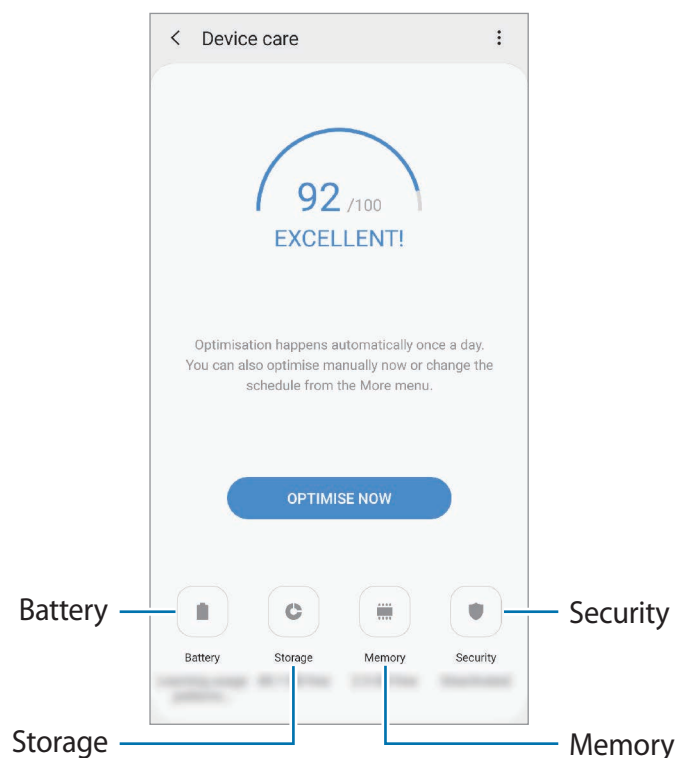 Device care
92 /100
EXCELLENT!
Optimisation happens automatically once a day.
You can also optimise manually now or change the
schedule from the More menu.
OPTIMISE NOW
Battery
Security
Battery Storage Memory Security
Storage
Memory